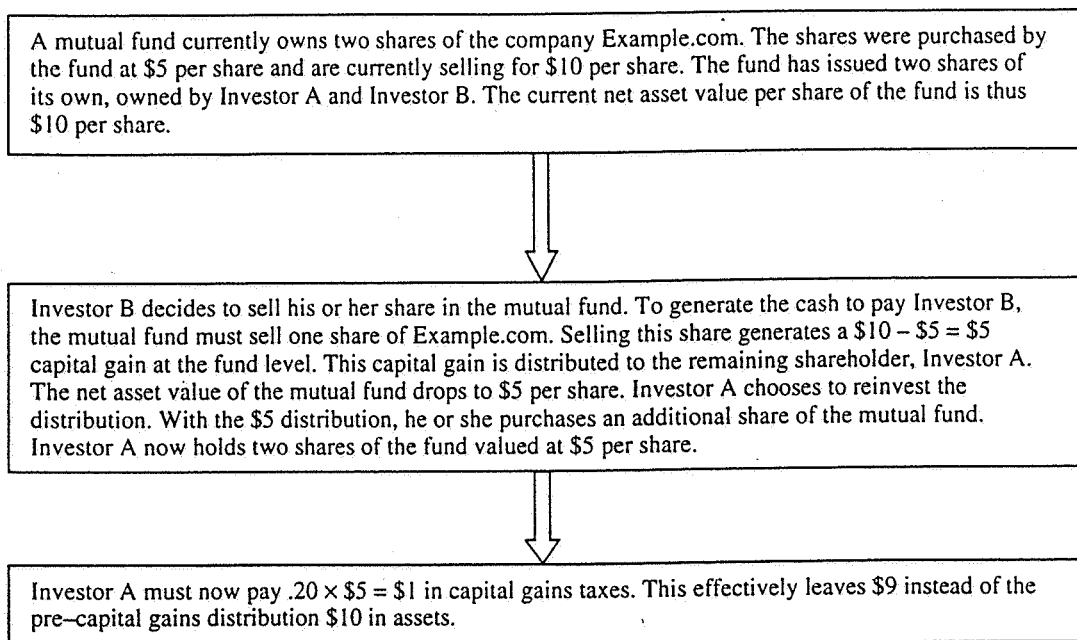 A mutual fund currently owns two shares of the company Example.com. The shares were purchased by
the fund at $5 per share and are currently selling for $10 per share. The fund has issued two shares of
its own, owned by Investor A and Investor B. The current net asset value per share of the fund is thus
$10 per share.
Investor B decides to sell his or her share in the mutual fund. To generate the cash to pay Investor B,
the mutual fund must sell one share of Example.com. Selling this share generates a $10 – $5 = $5
capital gain at the fund level. This capital gain is distributed to the remaining shareholder, Investor A.
The net asset value of the mutual fund drops to $5 per share. Investor A chooses to reinvest the
distribution. With the $5 distribution, he or she purchases an additional share of the mutual fund.
Investor A now holds two shares of the fund valued at $5 per share.
Investor A must now pay .20 × $5 = $1 in capital gains taxes. This effectively leaves $9 instead of the
pre–capital gains distribution $10 in assets.